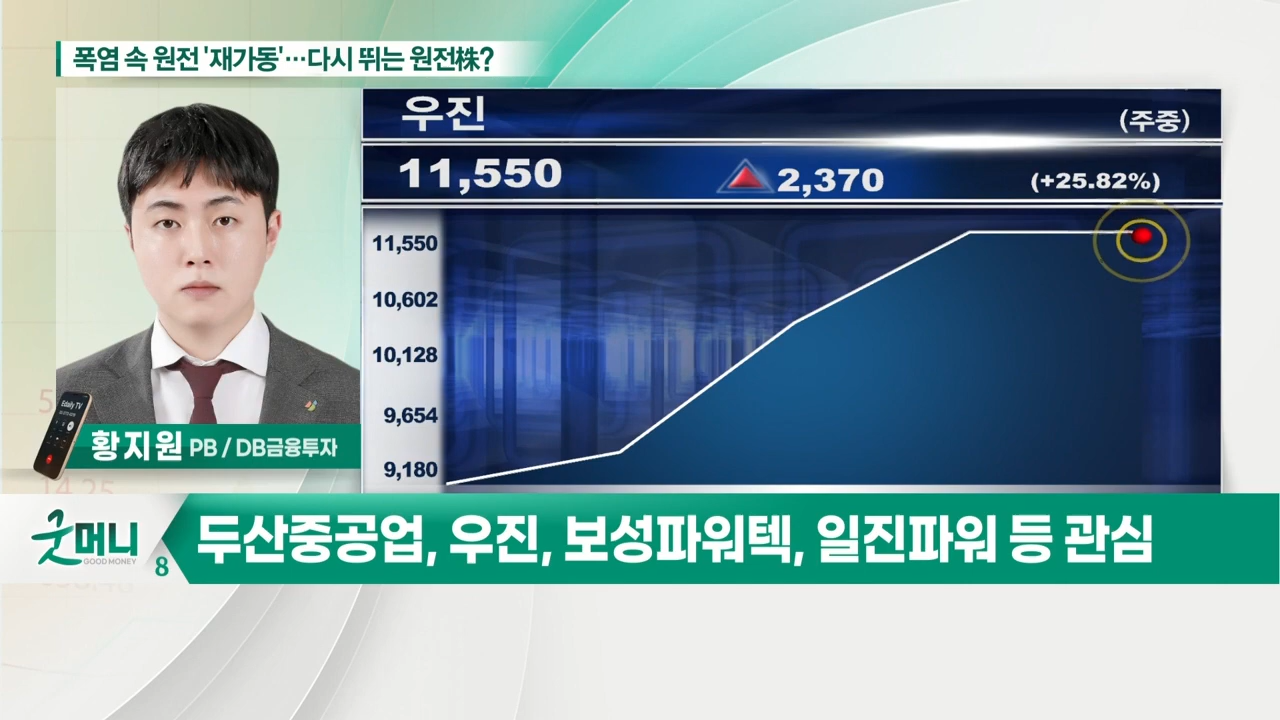 폭염 속 원전 '재가동'…다시 뛰는 원전株?
우진
(주중)
11,550
2,370
(+25.82%)
11,550
10,602
10,128
9,654
9,180
Edaily TV
황지원 PB / DB금융투자
굿머니
GOOD MONEY
8
두산중공업, 우진, 보성파워텍, 일진파워 등 관심